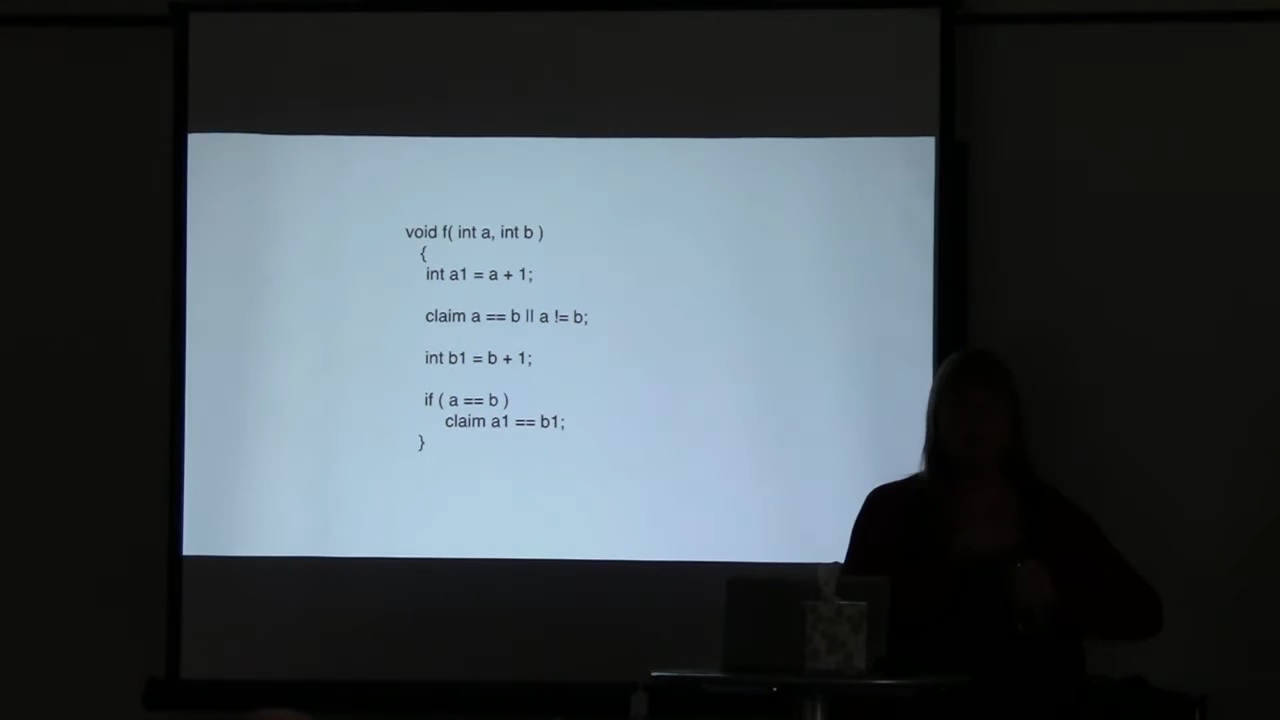 void f( int a, int b )
{
int a1 = a + 1;
claim a == b || a != b;
int b1 = b + 1;
if ( a == b )
claim a1 == b1;
}